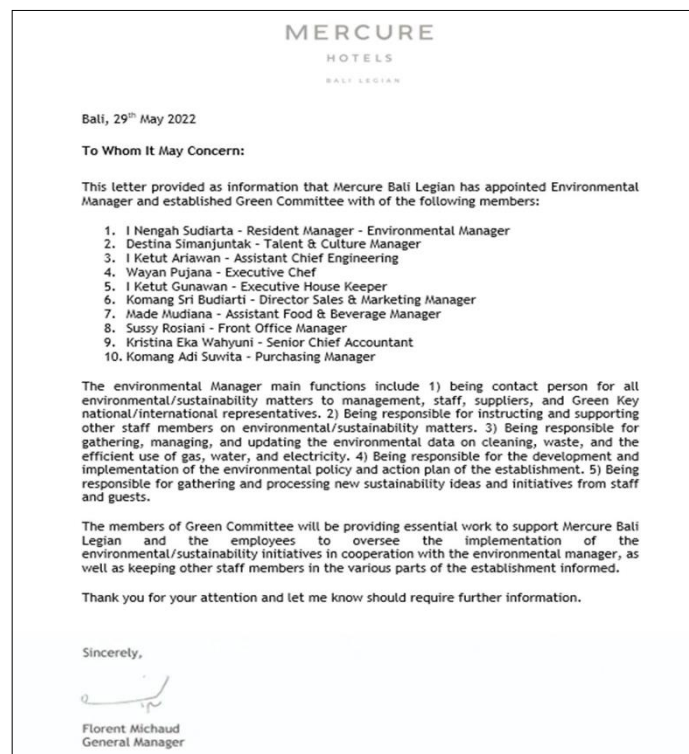 MERCURE
HOTELS
BALI LEGIAN
Bali, 29th May 2022
To Whom It May Concern:
This letter provided as information that Mercure Bali Legian has appointed Environmental
Manager and established Green Committee with of the following members:
1. I Nengah Sudiarta - Resident Manager - Environmental Manager
2. Destina Simanjuntak - Talent & Culture Manager
3. I Ketut Ariawan - Assistant Chief Engineering
4. Wayan Pujana - Executive Chef
5. I Ketut Gunawan - Executive House Keeper
6. Komang Sri Budiarti - Director Sales & Marketing Manager
7. Made Mudiana - Assistant Food & Beverage Manager
8. Sussy Rosiani - Front Office Manager
9. Kristina Eka Wahyuni - Senior Chief Accountant
10. Komang Adi Suwita - Purchasing Manager
The environmental Manager main functions include 1) being contact person for all
environmental/sustainability matters to management, staff, suppliers, and Green Key
national/international representatives. 2) Being responsible for instructing and supporting
other staff members on environmental/sustainability matters. 3) Being responsible for
gathering, managing, and updating the environmental data on cleaning, waste, and the
efficient use of gas, water, and electricity. 4) Being responsible for the development and
implementation of the environmental policy and action plan of the establishment. 5) Being
responsible for gathering and processing new sustainability ideas and initiatives from staff
and guests.
The members of Green Committee will be providing essential work to support Mercure Bali
Legian and the employees to oversee the implementation of the
environmental/sustainability initiatives in cooperation with the environmental manager, as
well as keeping other staff members in the various parts of the establishment informed.
Thank you for your attention and let me know should require further information.
Sincerely,
Florent Michaud
General Manager